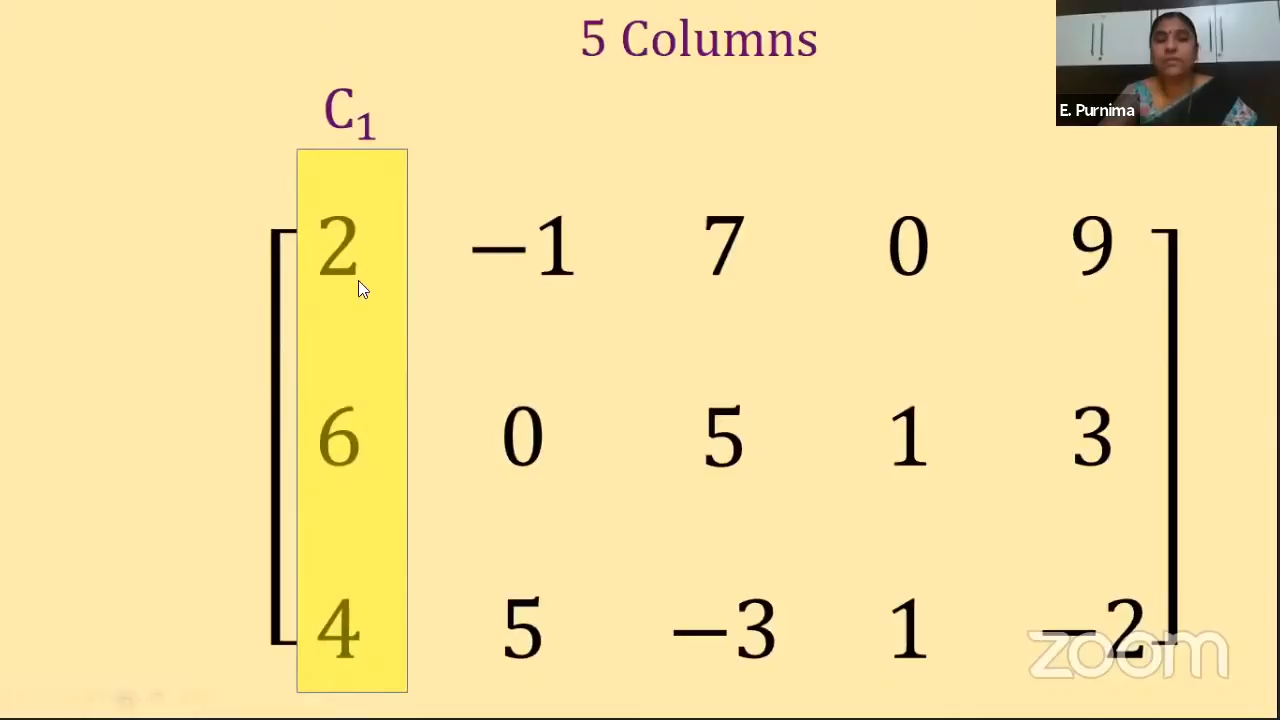 5 Columns
C₁
E. Purnima
2 −1 7 0 9
6 0 5 1 3
4 5 −3 1 −2
zoom